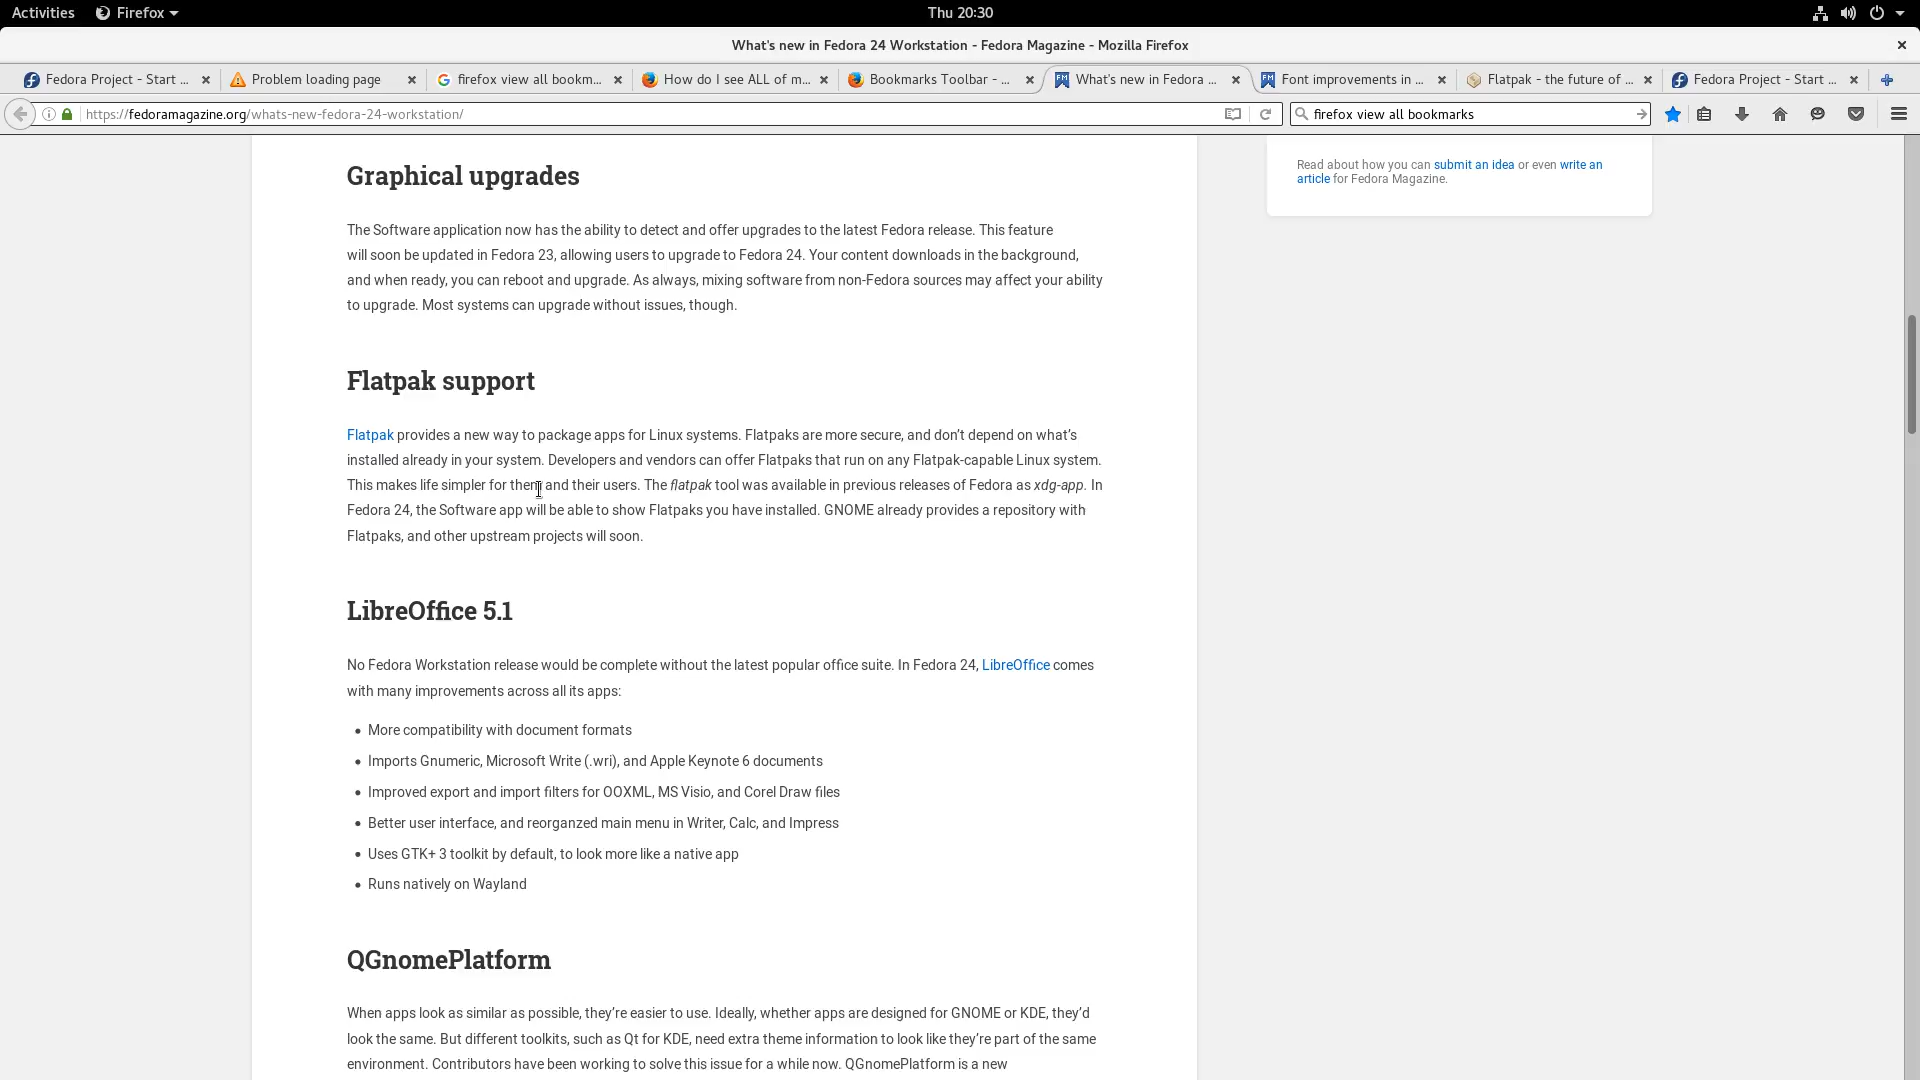 Activities Firefox Thu 20:30
What's new in Fedora 24 Workstation - Fedora Magazine - Mozilla Firefox
Fedora Project - Start ... Problem loading page firefox view all bookm... How do I see ALL of m... Bookmarks Toolbar - ... What's new in Fedora ... Font improvements in ... Flatpak - the future of ... Fedora Project - Start ...
https://fedoramagazine.org/whats-new-fedora-24-workstation/ firefox view all bookmarks
Graphical upgrades
The Software application now has the ability to detect and offer upgrades to the latest Fedora release. This feature
will soon be updated in Fedora 23, allowing users to upgrade to Fedora 24. Your content downloads in the background,
and when ready, you can reboot and upgrade. As always, mixing software from non-Fedora sources may affect your ability
to upgrade. Most systems can upgrade without issues, though.
Flatpak support
Flatpak provides a new way to package apps for Linux systems. Flatpaks are more secure, and don’t depend on what’s
installed already in your system. Developers and vendors can offer Flatpaks that run on any Flatpak-capable Linux system.
This makes life simpler for them and their users. The flatpak tool was available in previous releases of Fedora as xdg-app. In
Fedora 24, the Software app will be able to show Flatpaks you have installed. GNOME already provides a repository with
Flatpaks, and other upstream projects will soon.
LibreOffice 5.1
No Fedora Workstation release would be complete without the latest popular office suite. In Fedora 24, LibreOffice comes
with many improvements across all its apps:
• More compatibility with document formats
• Imports Gnumeric, Microsoft Write (.wri), and Apple Keynote 6 documents
• Improved export and import filters for OOXML, MS Visio, and Corel Draw files
• Better user interface, and reorganzed main menu in Writer, Calc, and Impress
• Uses GTK+ 3 toolkit by default, to look more like a native app
• Runs natively on Wayland
QGnomePlatform
When apps look as similar as possible, they’re easier to use. Ideally, whether apps are designed for GNOME or KDE, they’d
look the same. But different toolkits, such as Qt for KDE, need extra theme information to look like they’re part of the same
environment. Contributors have been working to solve this issue for a while now. QGnomePlatform is a new
Read about how you can submit an idea or even write an
article for Fedora Magazine.